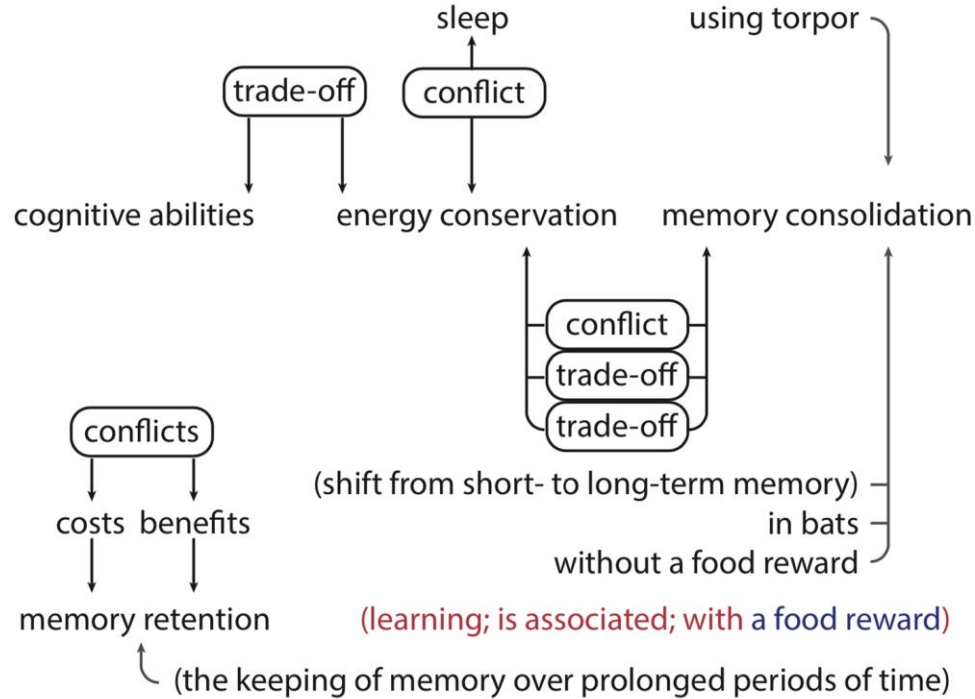 sleep
using torpor
trade-off
conflict
cognitive abilities
energy conservation
memory consolidation
conflict
trade-off
trade-off
conflicts
costs
benefits
memory retention
(shift from short- to long-term memory)
in bats
without a food reward
(learning; is associated; with a food reward)
(the keeping of memory over prolonged periods of time)